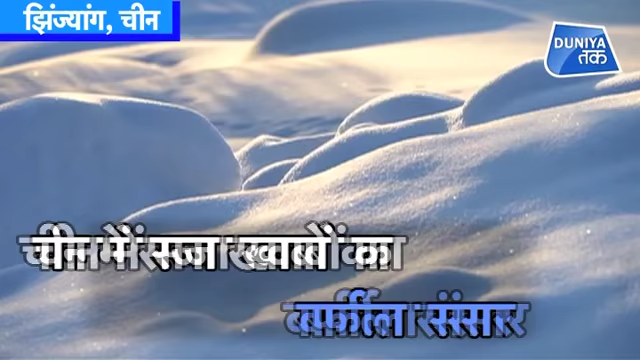 झिंज्यांग, चीन
DUNIYA
तक
चीन में सजा ख्वाबों का
बर्फीला संसार